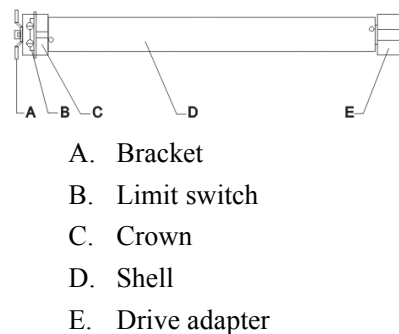 A B C D E
A. Bracket
B. Limit switch
C. Crown
D. Shell
E. Drive adapter